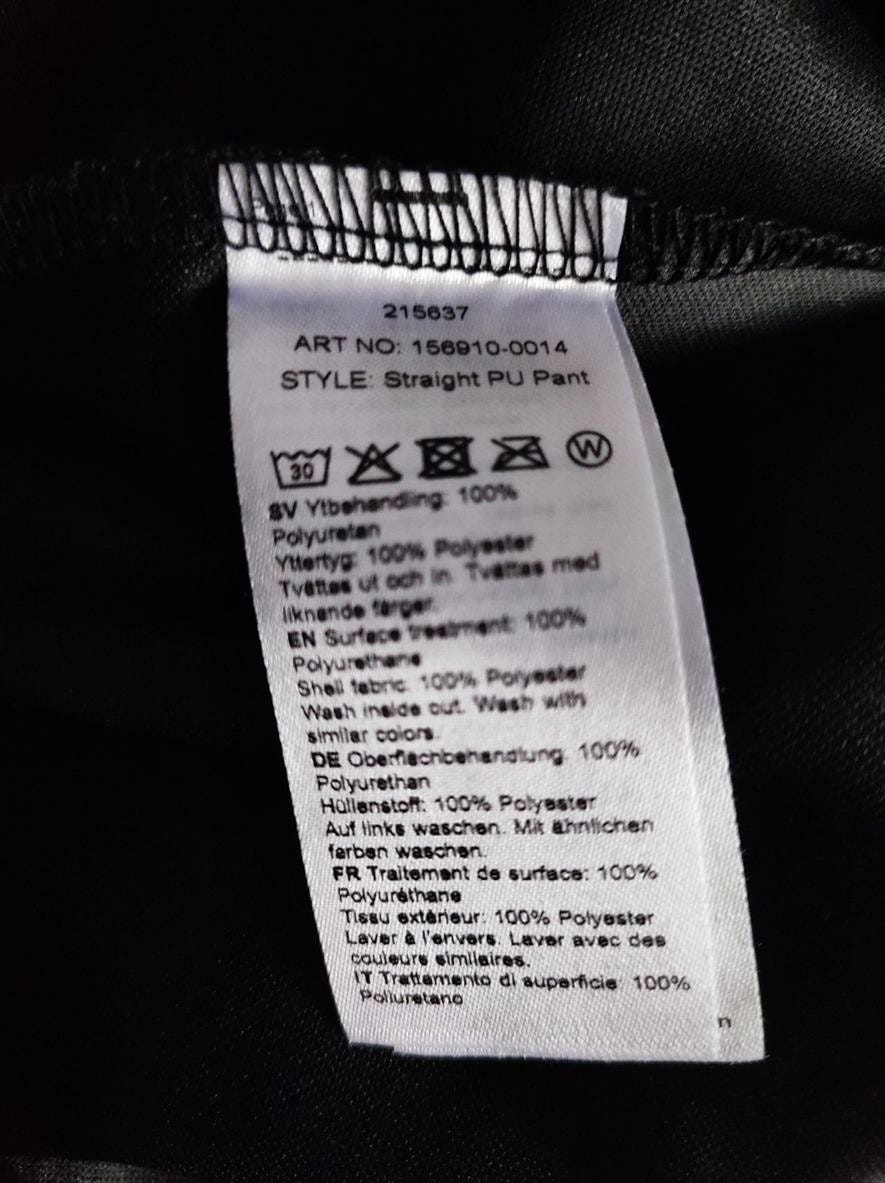 215637
ART NO: 156910-0014
STYLE: Straight PU Pant
30 W
SV Ytbehandling: 100%
Polyuretan
Yttertyg: 100% Polyester
Tvättas ut och in. Tvättas med
liknande färger.
EN Surface treatment: 100%
Polyurethane
Shell fabric: 100% Polyester
Wash inside out. Wash with
similar colors.
DE Oberflächbehandlung: 100%
Polyurethan
Hüllenstoff: 100% Polyester
Auf links waschen. Mit ähnlichen
farben waschen.
FR Traitement de surface: 100%
Polyuréthane
Tissu extérieur: 100% Polyester
Laver à l'envers. Laver avec des
couleurs similaires.
IT Trattamento di superficie: 100%
Poliuretano
n